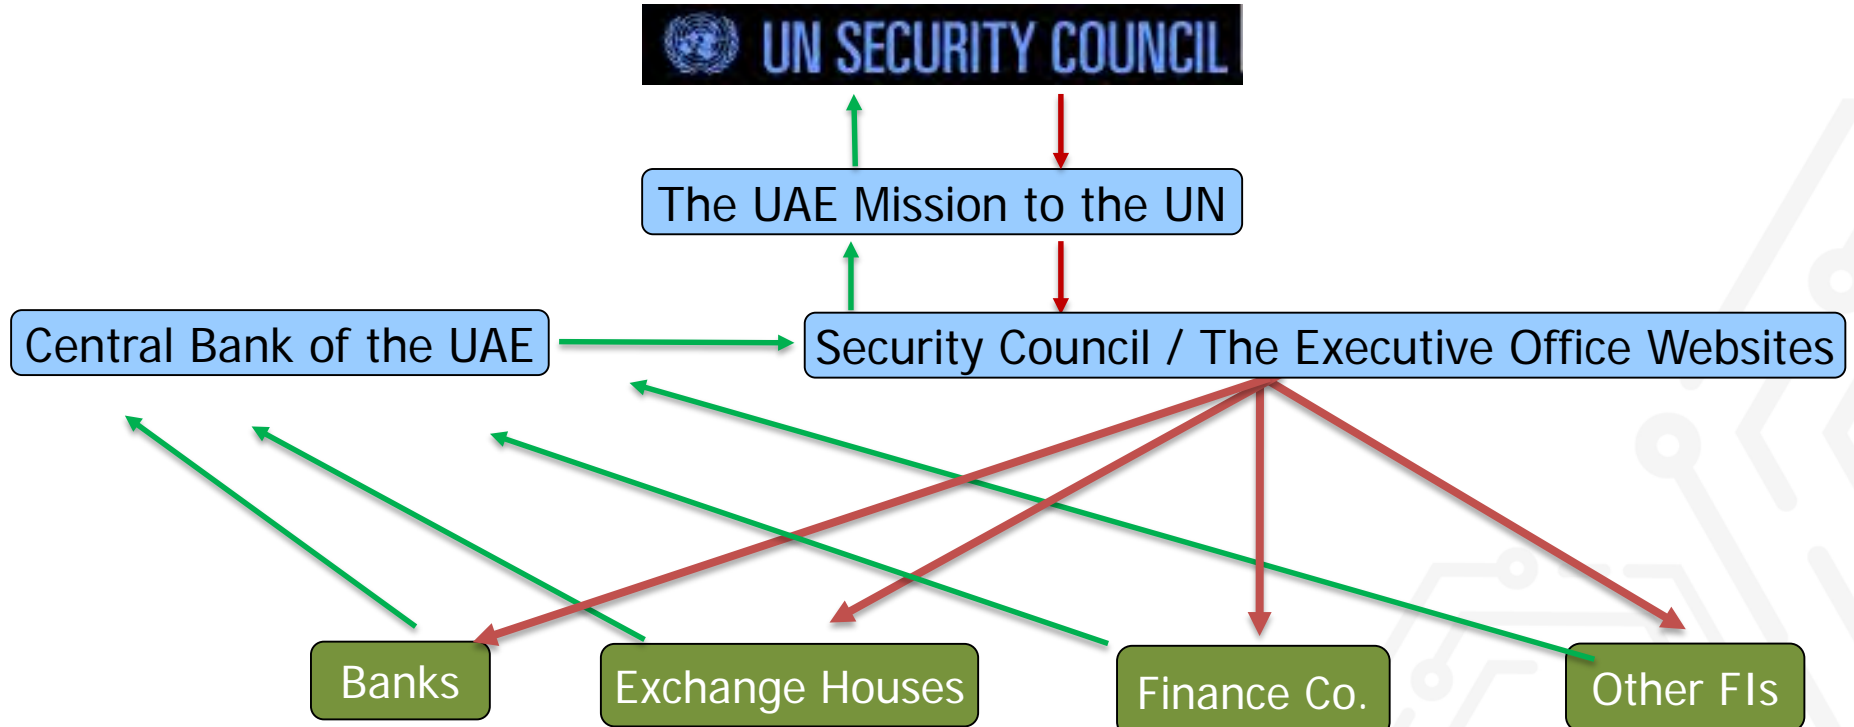 UN SECURITY COUNCIL
The UAE Mission to the UN
Central Bank of the UAE
Security Council / The Executive Office Websites
Banks
Exchange Houses
Finance Co.
Other FIs